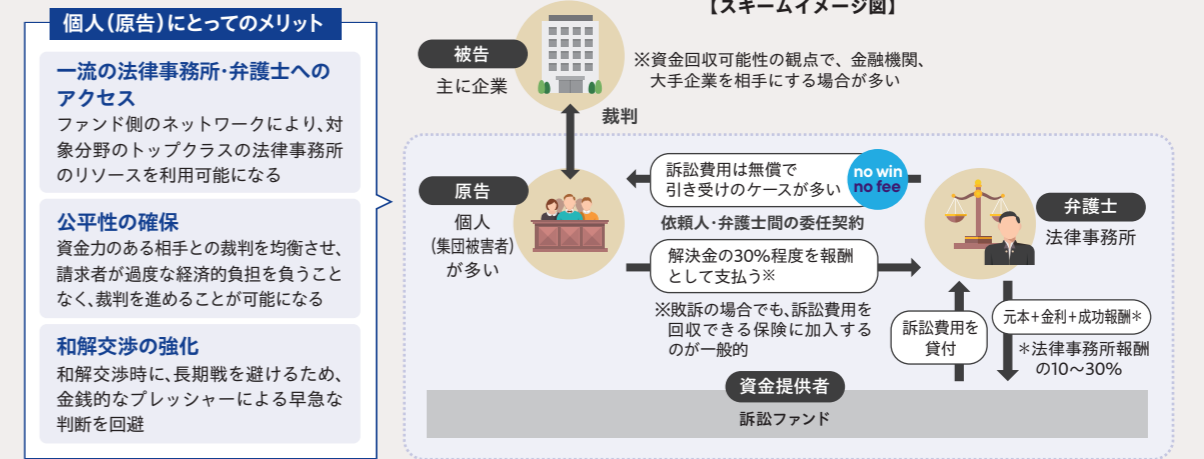 個人(原告)にとってのメリット
一流の法律事務所・弁護士への
アクセス
ファンド側のネットワークにより、対
象分野のトップクラスの法律事務所
のリソースを利用可能になる
公平性の確保
資金力のある相手との裁判を均衡させ、
請求者が過度な経済的負担を負うこと
なく、裁判を進めることが可能になる
和解交渉の強化
和解交渉時に、長期戦を避けるため、
金銭的なプレッシャーによる早急な
判断を回避
【スキームイメージ図】
被告
主に企業
※資金回収可能性の観点で、金融機関、
大手企業を相手にする場合が多い
裁判
原告
個人
(集団被害者)
が多い
訴訟費用は無償で
引き受けのケースが多い
no win
no fee
依頼人・弁護士間の委任契約
解決金の30%程度を報酬
として支払う※
※敗訴の場合でも、訴訟費用を
回収できる保険に加入する
のが一般的
弁護士
法律事務所
訴訟費用を
貸付
元本+金利+成功報酬*
*法律事務所報酬
の10〜30%
資金提供者
訴訟ファンド